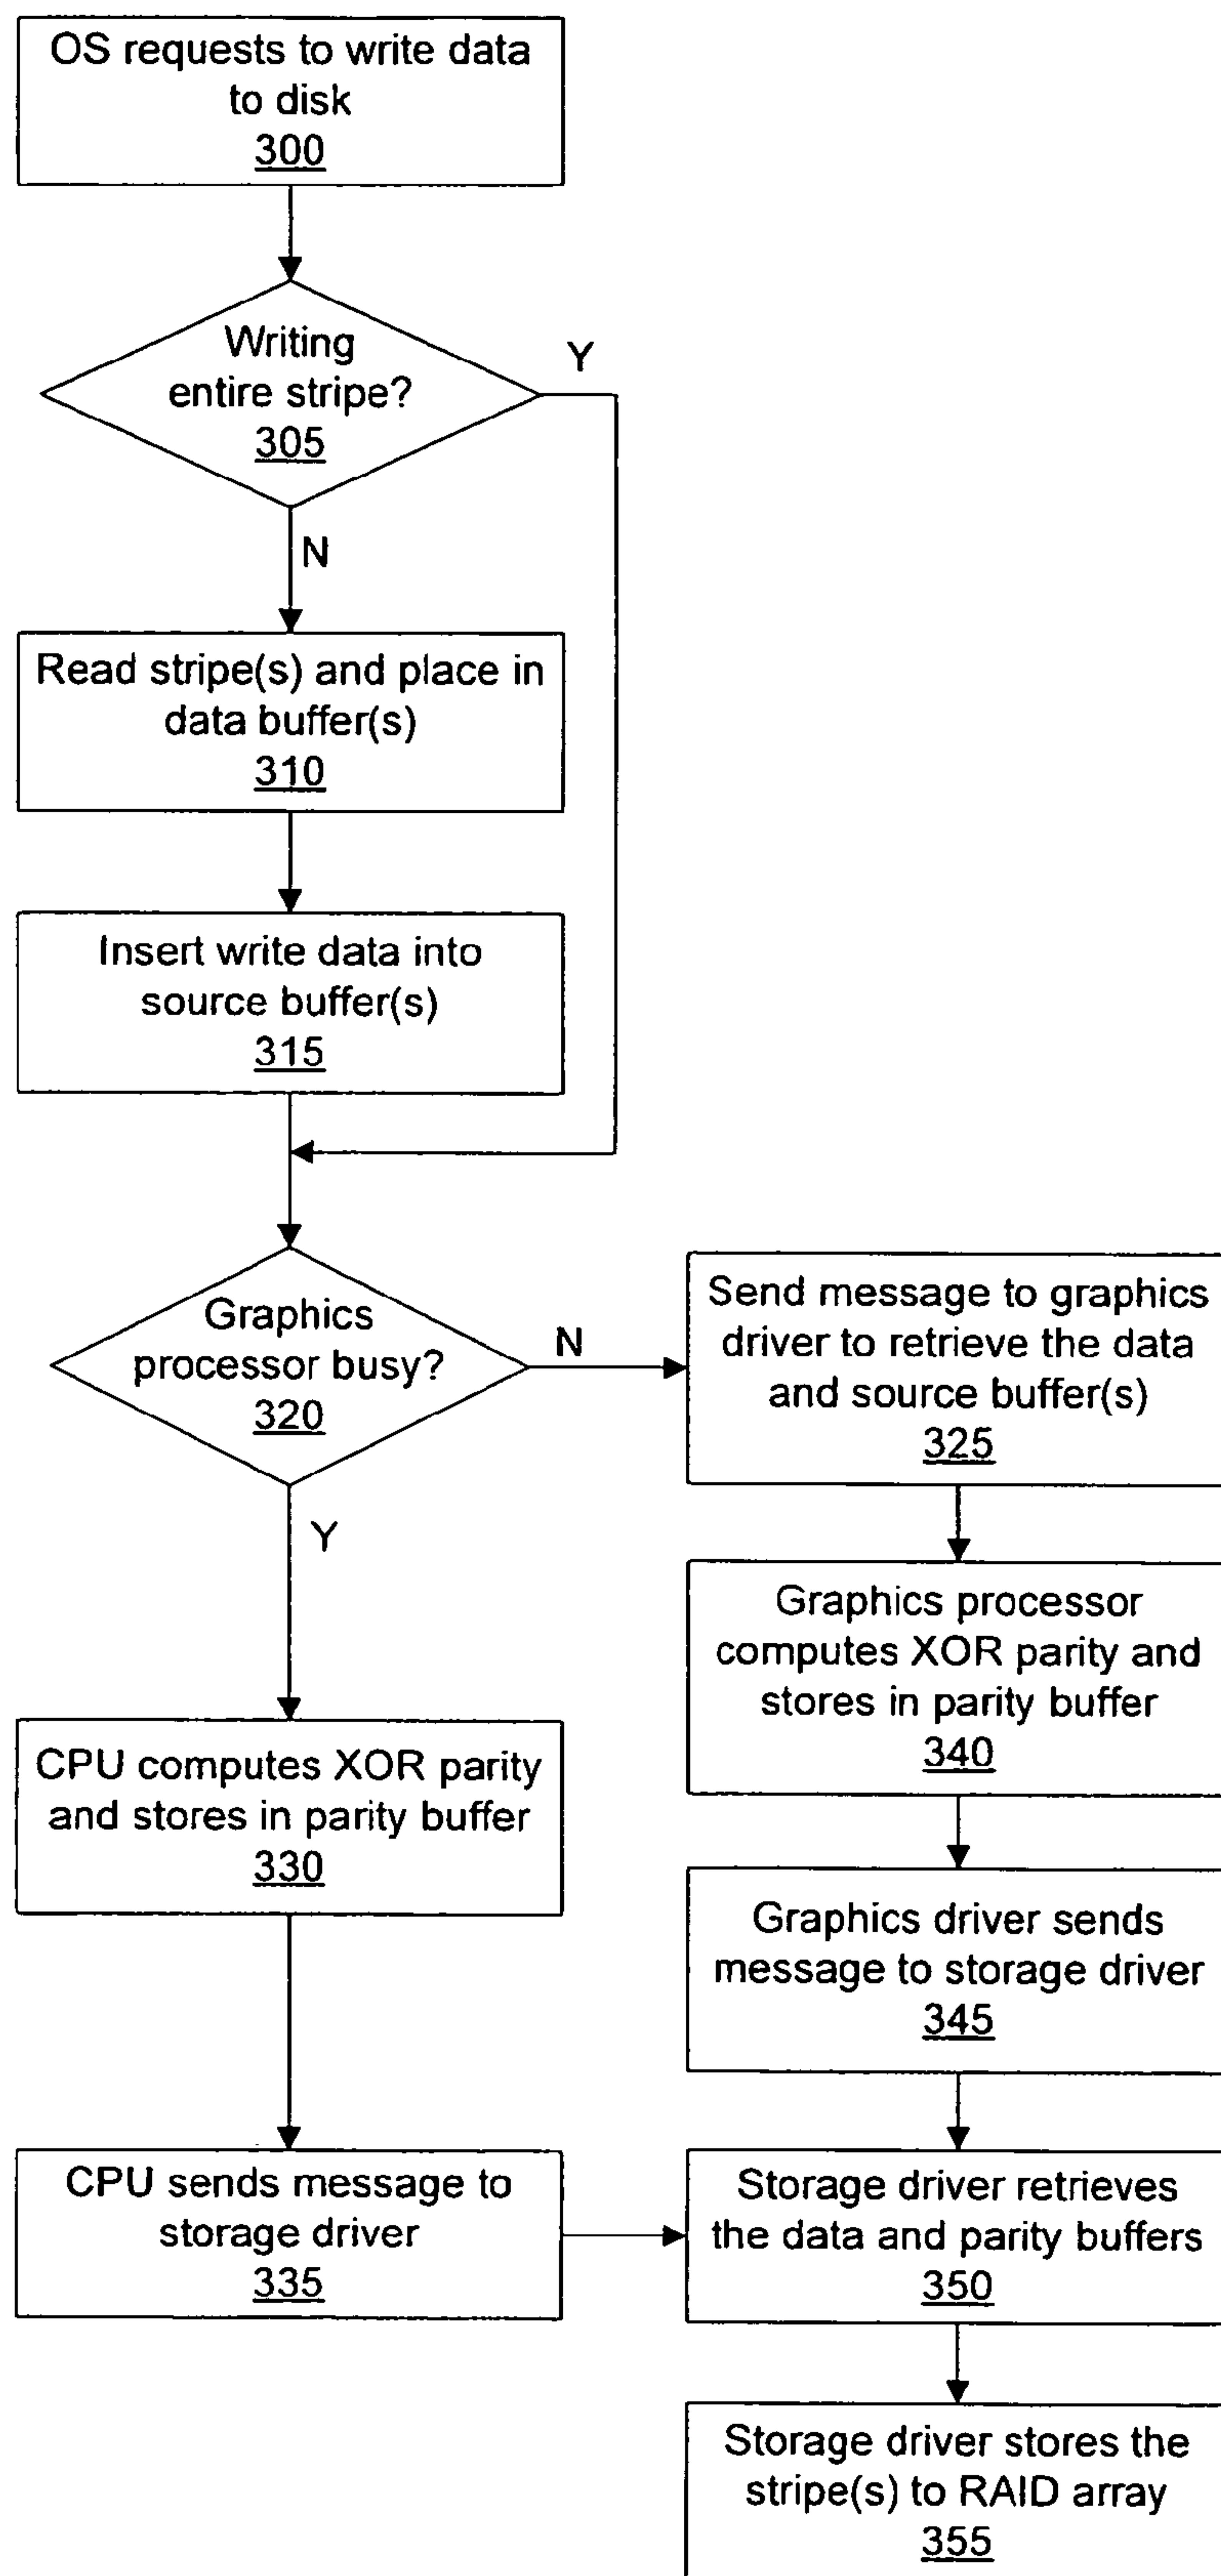 OS requests to write data
to disk
300
Writing
entire stripe?
305
Y
N
Read stripe(s) and place in
data buffer(s)
310
Insert write data into
source buffer(s)
315
Graphics
processor busy?
320
N
Y
Send message to graphics
driver to retrieve the data
and source buffer(s)
325
Graphics processor
computes XOR parity and
stores in parity buffer
340
CPU computes XOR parity
and stores in parity buffer
330
Graphics driver sends
message to storage driver
345
CPU sends message to
storage driver
335
Storage driver retrieves
the data and parity buffers
350
Storage driver stores the
stripe(s) to RAID array
355